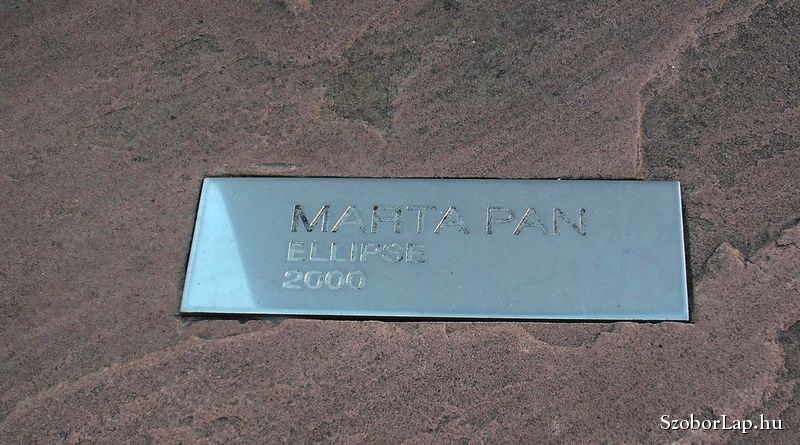 MARTA PAN
ELLIPSE
2000
SzoborLap.hu